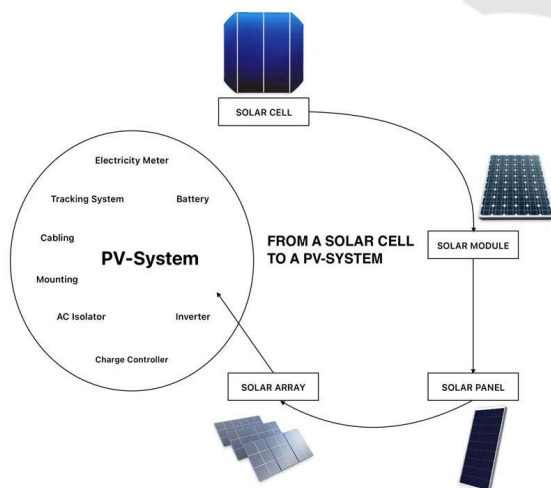 SOLAR CELL
Electricity Meter
Tracking System
Battery
Cabling
PV-System
Mounting
AC Isolator
Inverter
Charge Controller
FROM A SOLAR CELL
TO A PV-SYSTEM
SOLAR MODULE
SOLAR PANEL
SOLAR ARRAY